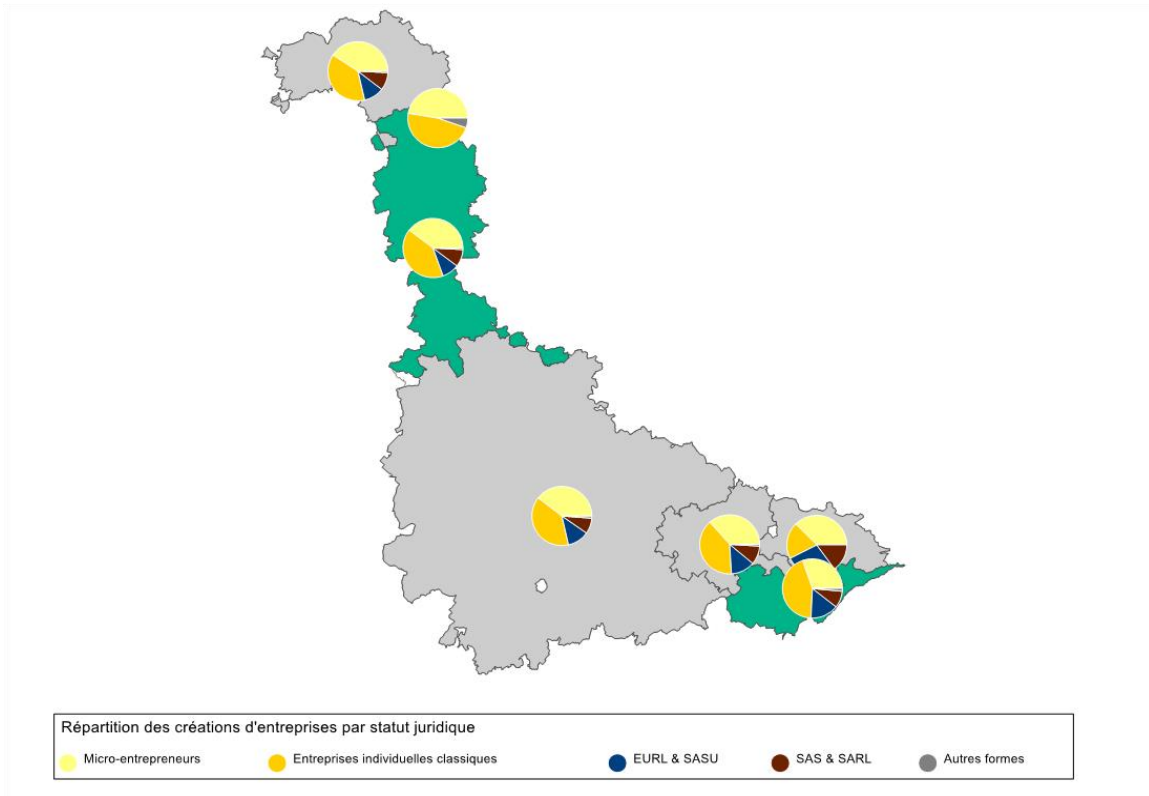 Répartition des créations d'entreprises par statut juridique
Micro-entrepreneurs Entreprises individuelles classiques EURL & SASU SAS & SARL Autres formes